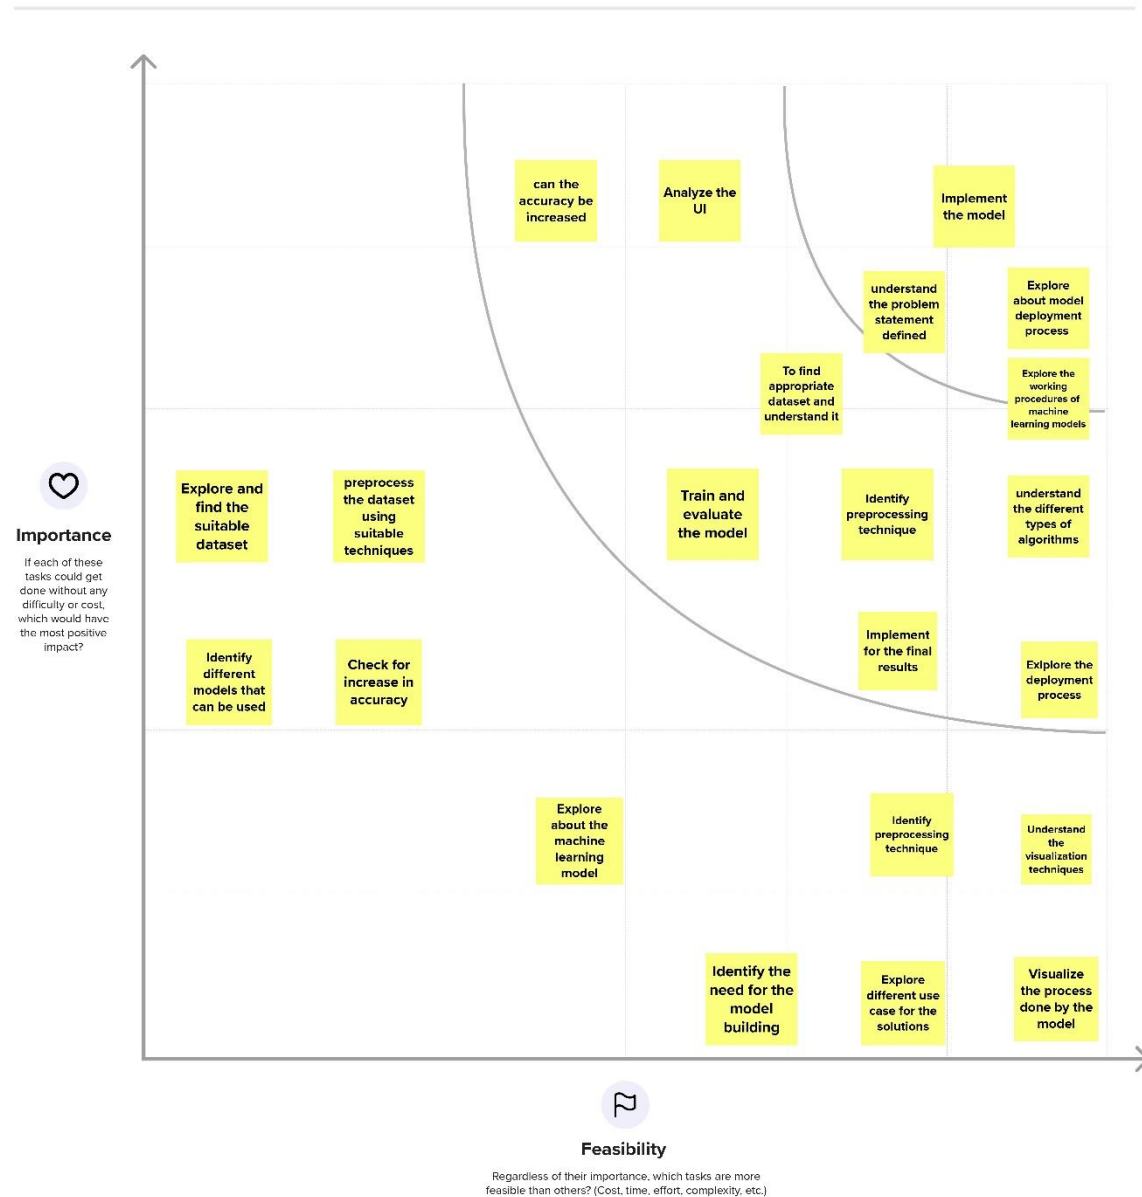 can the
accuracy be
increased
Analyze the
UI
Implement
the model
understand
the problem
statement
defined
Explore
about model
deployment
process
To find
appropriate
dataset and
understand it
Explore the
working
procedures of
machine
learning models
Importance
If each of these
tasks could get
done without any
difficulty or cost,
which would have
the most positive
impact?
Explore and
find the
suitable
dataset
preprocess
the dataset
using
suitable
techniques
Train and
evaluate
the model
Identify
preprocessing
technique
understand
the different
types of
algorithms
Identify
different
models that
can be used
Check for
increase in
accuracy
Implement
for the final
results
Exlplore the
deployment
process
Explore
about the
machine
learning
model
Identify
preprocessing
technique
Understand
the
visualization
techniques
Identify the
need for the
model
building
Explore
different use
case for the
solutions
Visualize
the process
done by the
model
Feasibility
Regardless of their importance, which tasks are more
feasible than others? (Cost, time, effort, complexity, etc.)